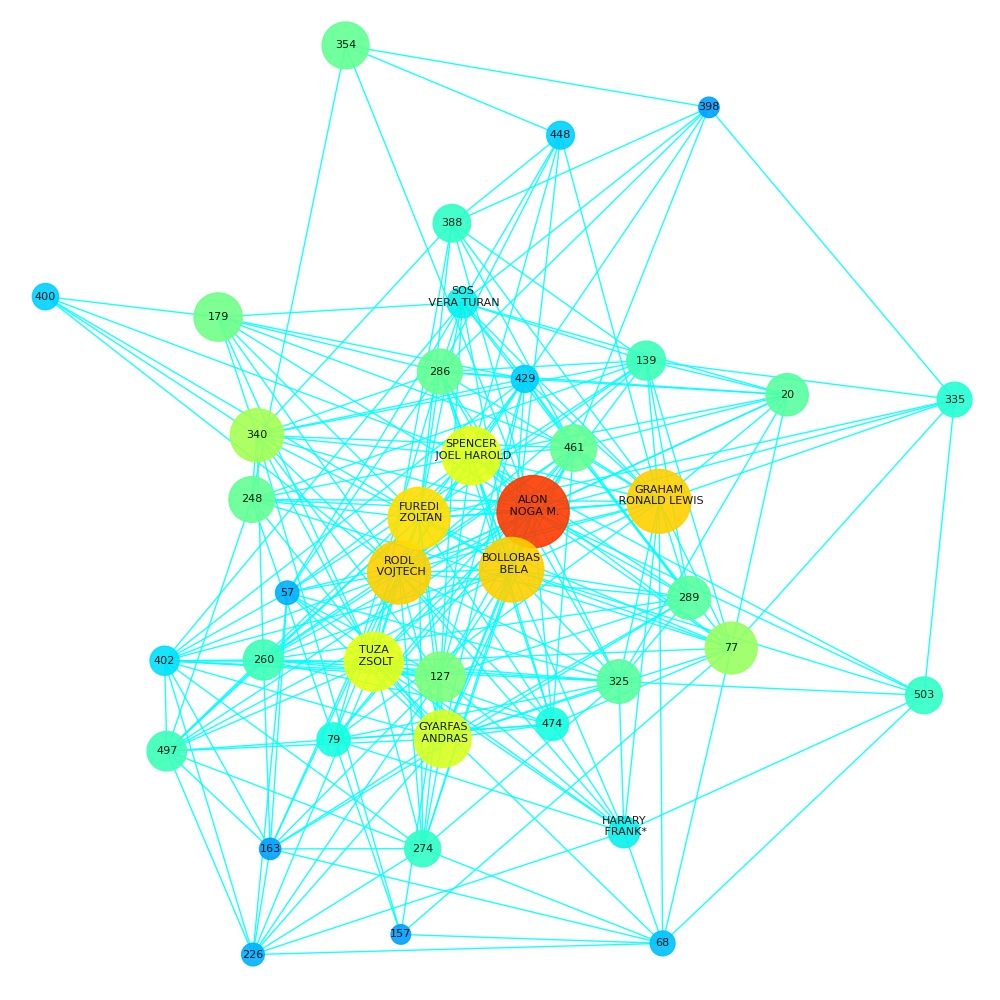 354
398
448
388
SOS
VERA TURAN
400
179
139
286
429
20
335
340
SPENCER
JOEL HAROLD
461
248
GRAHAM
RONALD LEWIS
ALON
NOGA M.
FUREDI
ZOLTAN
BOLLOBAS
BELA
RODL
VOJTECH
57
289
77
TUZA
ZSOLT
402
260
127
325
503
474
GYARFAS
ANDRAS
79
497
HARARY
FRANK*
163
274
157
68
226